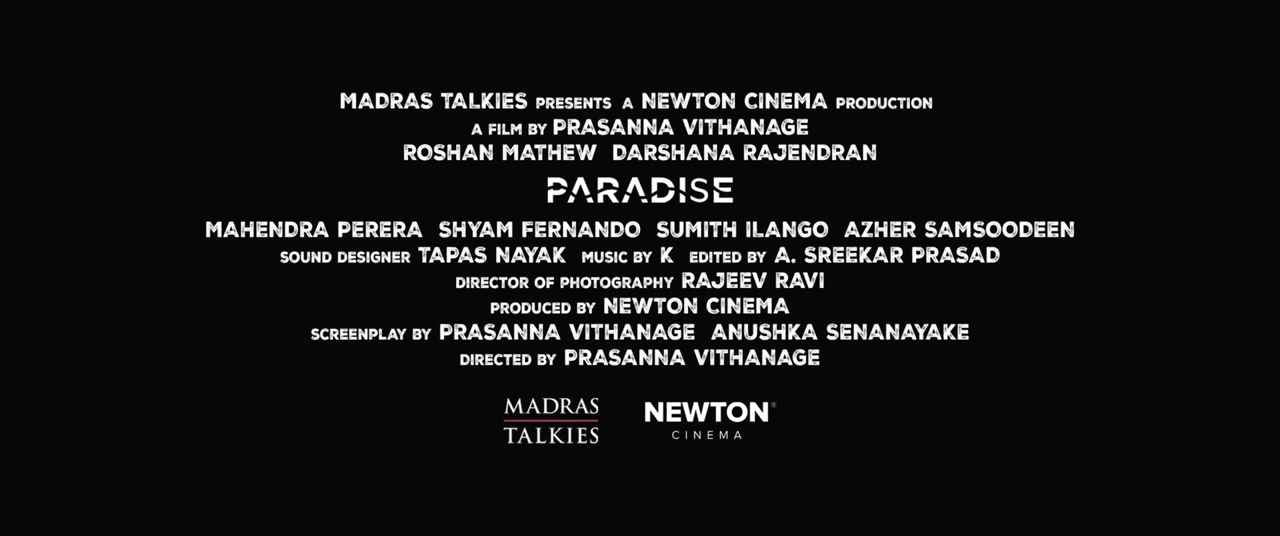 MADRAS TALKIES PRESENTS A NEWTON CINEMA PRODUCTION
A FILM BY PRASANNA VITHANAGE
ROSHAN MATHEW DARSHANA RAJENDRAN
PARADISE
MAHENDRA PERERA SHYAM FERNANDO SUMITH ILANGO AZHER SAMSOODEEN
SOUND DESIGNER TAPAS NAYAK MUSIC BY K EDITED BY A. SREEKAR PRASAD
DIRECTOR OF PHOTOGRAPHY RAJEEV RAVI
PRODUCED BY NEWTON CINEMA
SCREENPLAY BY PRASANNA VITHANAGE ANUSHKA SENANAYAKE
DIRECTED BY PRASANNA VITHANAGE
MADRAS
TALKIES
NEWTON®
CINEMA